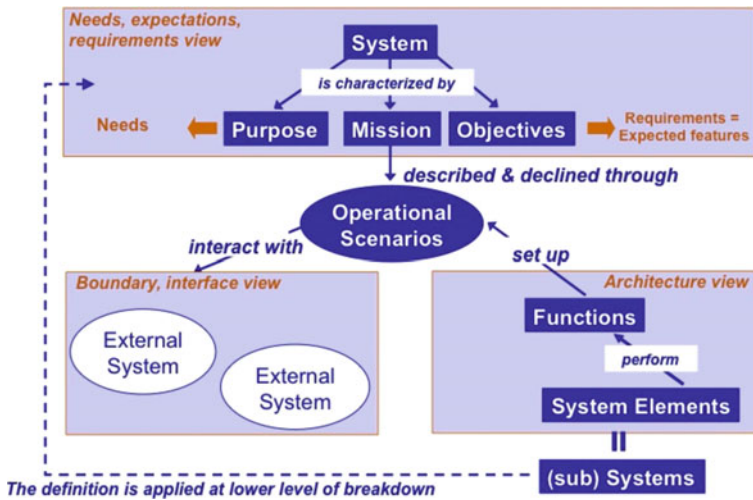 Needs, expectations,
requirements view
System
is characterized by
Needs
Purpose
Mission
Objectives
Requirements =
Expected features
described & declined through
Operational
Scenarios
interact with
set up
Boundary, interface view
External
System
External
System
Architecture view
Functions
perform
System Elements
(sub) Systems
The definition is applied at lower level of breakdown